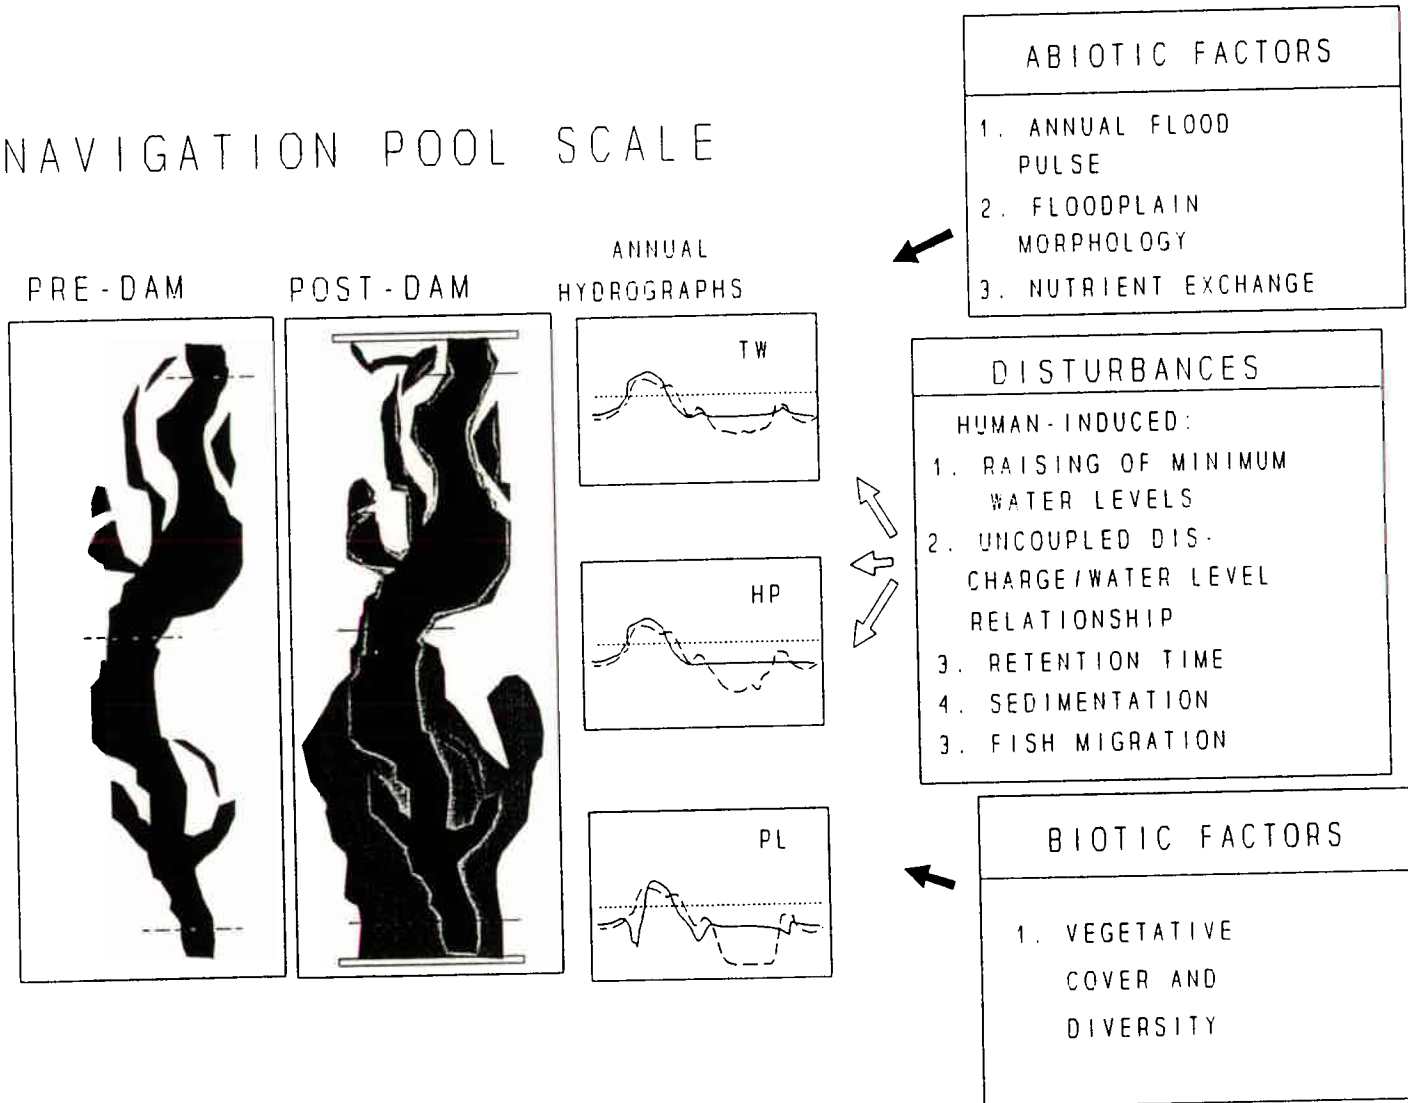 NAVIGATION POOL SCALE
PRE-DAM
POST-DAM
ANNUAL
HYDROGRAPHS
TW
HP
PL
ABIOTIC FACTORS
1. ANNUAL FLOOD
PULSE
2. FLOODPLAIN
MORPHOLOGY
3. NUTRIENT EXCHANGE
DISTURBANCES
HUMAN-INDUCED:
1. RAISING OF MINIMUM
WATER LEVELS
2. UNCOUPLED DIS-
CHARGE/WATER LEVEL
RELATIONSHIP
3. RETENTION TIME
4. SEDIMENTATION
3. FISH MIGRATION
BIOTIC FACTORS
1. VEGETATIVE
COVER AND
DIVERSITY